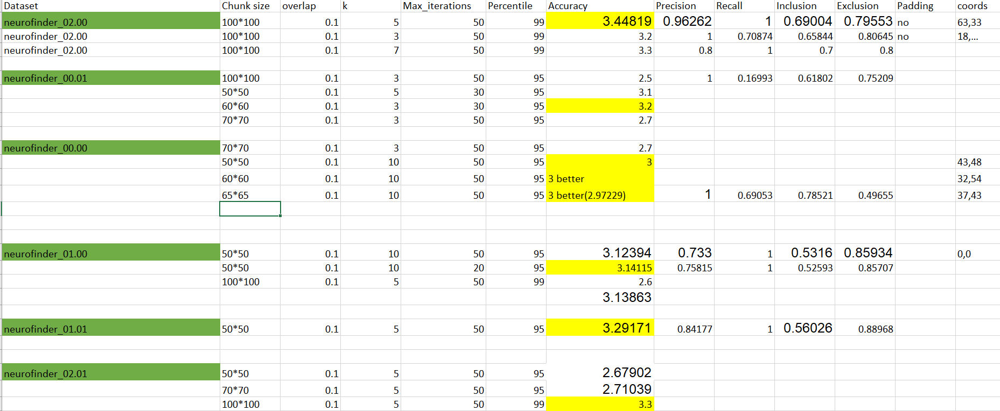 Dataset Chunk size overlap k Max_iterations Percentile Accuracy Precision Recall Inclusion Exclusion Padding coords
neurofinder_02.00 100*100 0.1 5 50 99 3.44819 0.96262 1 0.69004 0.79553 no 63,33
neurofinder_02.00 100*100 0.1 3 50 99 3.2 1 0.70874 0.65844 0.80645 no 18,...
neurofinder_02.00 100*100 0.1 7 50 99 3.3 0.8 1 0.7 0.8
neurofinder_00.01 100*100 0.1 3 50 95 2.5 1 0.16993 0.61802 0.75209
50*50 0.1 5 30 95 3.1
60*60 0.1 3 30 95 3.2
70*70 0.1 3 50 95 2.7
neurofinder_00.00 70*70 0.1 3 50 95 2.7
50*50 0.1 10 50 95 3 43,48
60*60 0.1 10 50 95 3 better 32,54
65*65 0.1 10 50 95 3 better(2.97229) 1 0.69053 0.78521 0.49655 37,43
neurofinder_01.00 50*50 0.1 10 50 95 3.12394 0.733 1 0.5316 0.85934 0,0
50*50 0.1 10 20 95 3.14115 0.75815 1 0.52593 0.85707
100*100 0.1 5 50 99 2.6
3.13863
neurofinder_01.01 50*50 0.1 5 50 95 3.29171 0.84177 1 0.56026 0.88968
neurofinder_02.01 50*50 0.1 5 50 95 2.67902
70*70 0.1 5 50 95 2.71039
100*100 0.1 5 50 99 3.3